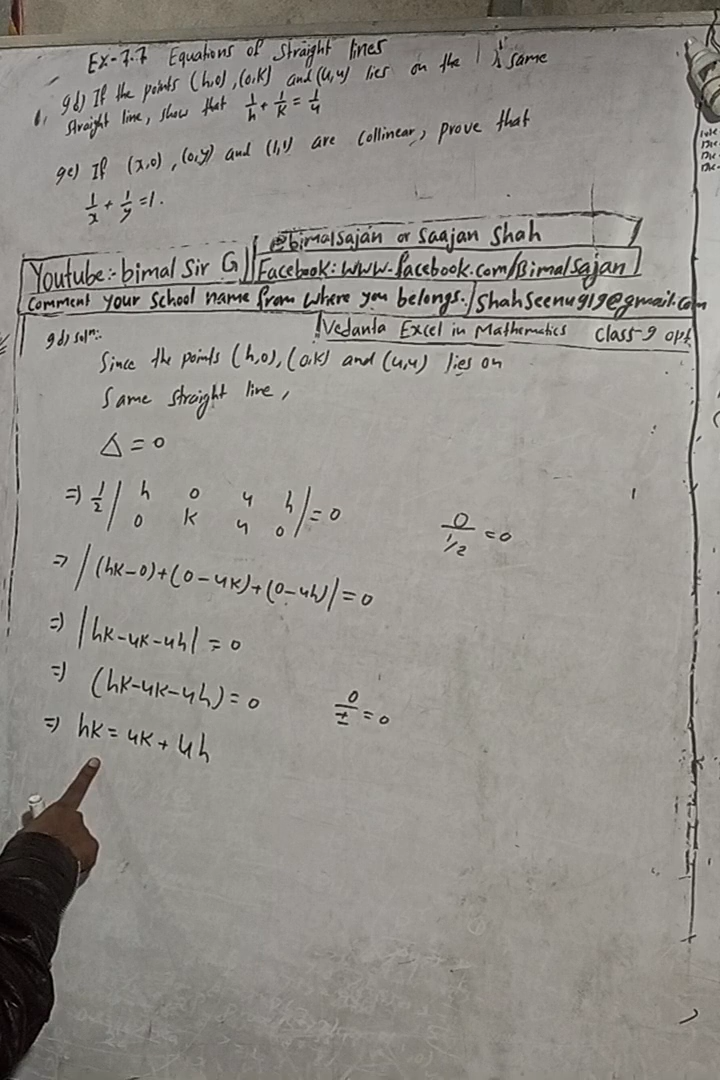 Ex-7.7 Equations of Straight lines
9d) If the points (h,0), (0,K) and (4,4) lies on the same
straight line, show that 1/h + 1/K = 1/4
9e) If (x,0), (0,y) and (1,1) are collinear, prove that
1/x + 1/y = 1.
@bimalsajan or Saajan Shah
Youtube:- bimal Sir G
Facebook: www.facebook.com/Bimalsajan
Comment your School name from where you belongs.
Shahseenu919@gmail.com
Vedanta Excel in Mathematics Class-9 opt
9d) soln:-
Since the points (h,0), (0,K) and (4,4) lies on
Same straight line,
△ = 0
⇒ 1/2 | h 0 4 h
0 K 4 0 | = 0
0/(1/2) = 0
⇒ |(hK-0)+(0-4K)+(0-4h)| = 0
⇒ |hK-4K-4h| = 0
⇒ (hK-4K-4h) = 0
0/± = 0
⇒ hK = 4K + 4h